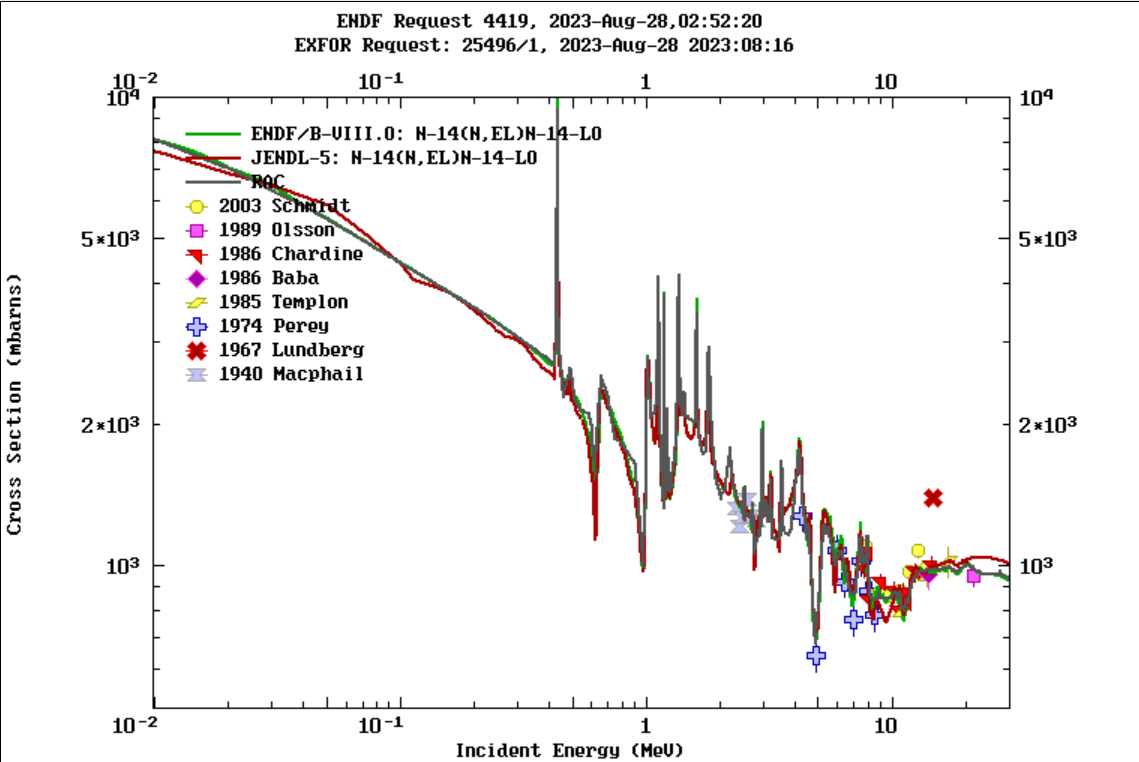 ENDF Request 4419, 2023-Aug-28,02:52:20
EXFOR Request: 25496/1, 2023-Aug-28 2023:08:16
10-2 10-1 1 10
10⁴ 10⁴
ENDF/B-VIII.0: N-14(N,EL)N-14-L0
JENDL-5: N-14(N,EL)N-14-L0
RAC
2003 Schmidt
1989 Olsson
5*10³ 5*10³
1986 Chardine
1986 Baba
1985 Templon
1974 Perey
1967 Lundberg
1940 Macphail
2*10³ 2*10³
10³ 10³
Cross Section (mbarns)
10-2 10-1 1 10
Incident Energy (MeV)